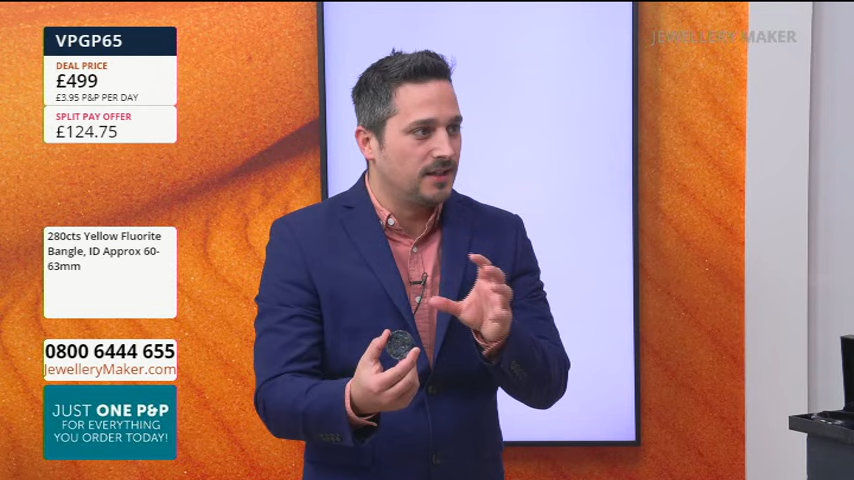 VPGP65
DEAL PRICE
£499
£3.95 P&P PER DAY
SPLIT PAY OFFER
£124.75
280cts Yellow Fluorite
Bangle, ID Approx 60-
63mm
0800 6444 655
JewelleryMaker.com
JUST ONE P&P
FOR EVERYTHING
YOU ORDER TODAY!
JEWELLERY MAKER